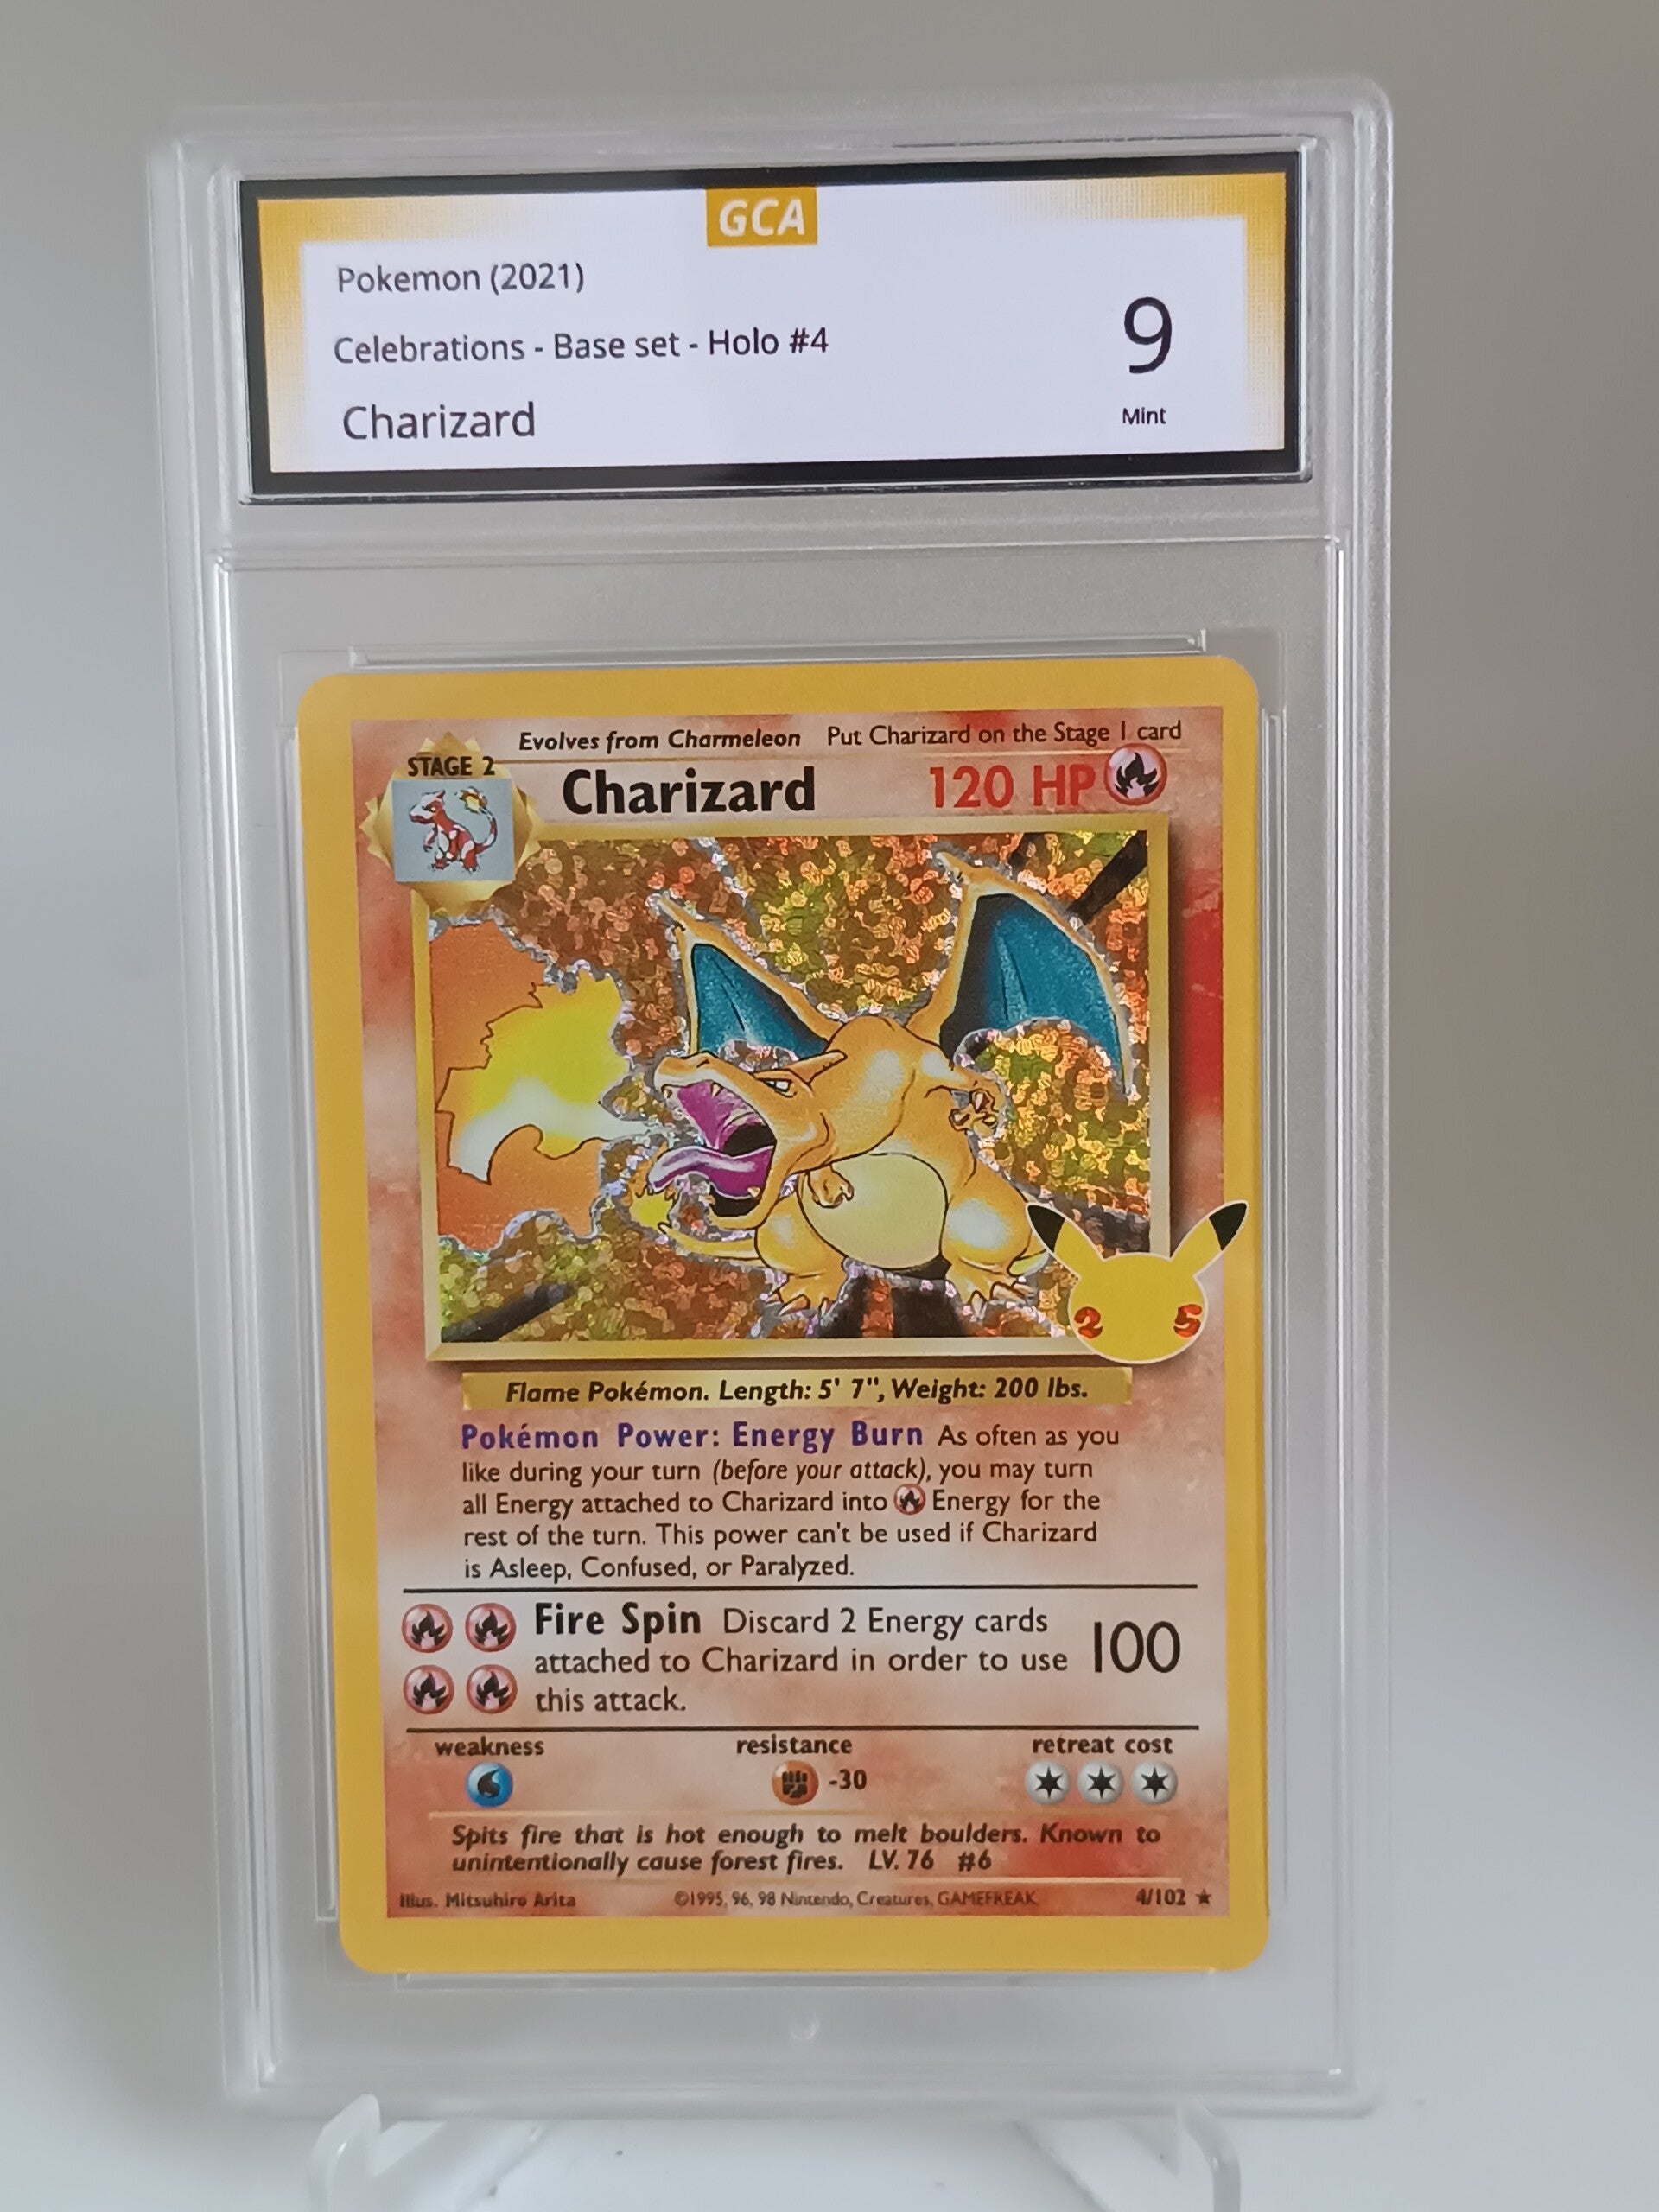 GCA
Pokemon (2021)
Celebrations - Base set - Holo #4
Charizard
9
Mint
Evolves from Charmeleon Put Charizard on the Stage 1 card
STAGE 2
Charizard 120 HP
2 5
Flame Pokémon. Length: 5' 7", Weight: 200 lbs.
Pokémon Power: Energy Burn As often as you
like during your turn (before your attack), you may turn
all Energy attached to Charizard into Energy for the
rest of the turn. This power can't be used if Charizard
is Asleep, Confused, or Paralyzed.
Fire Spin Discard 2 Energy cards
attached to Charizard in order to use
this attack.
100
weakness resistance retreat cost
-30
Spits fire that is hot enough to melt boulders. Known to
unintentionally cause forest fires. LV. 76 #6
Illus. Mitsuhiro Arita ©1995, 96, 98 Nintendo, Creatures, GAMEFREAK. 4/102 ★